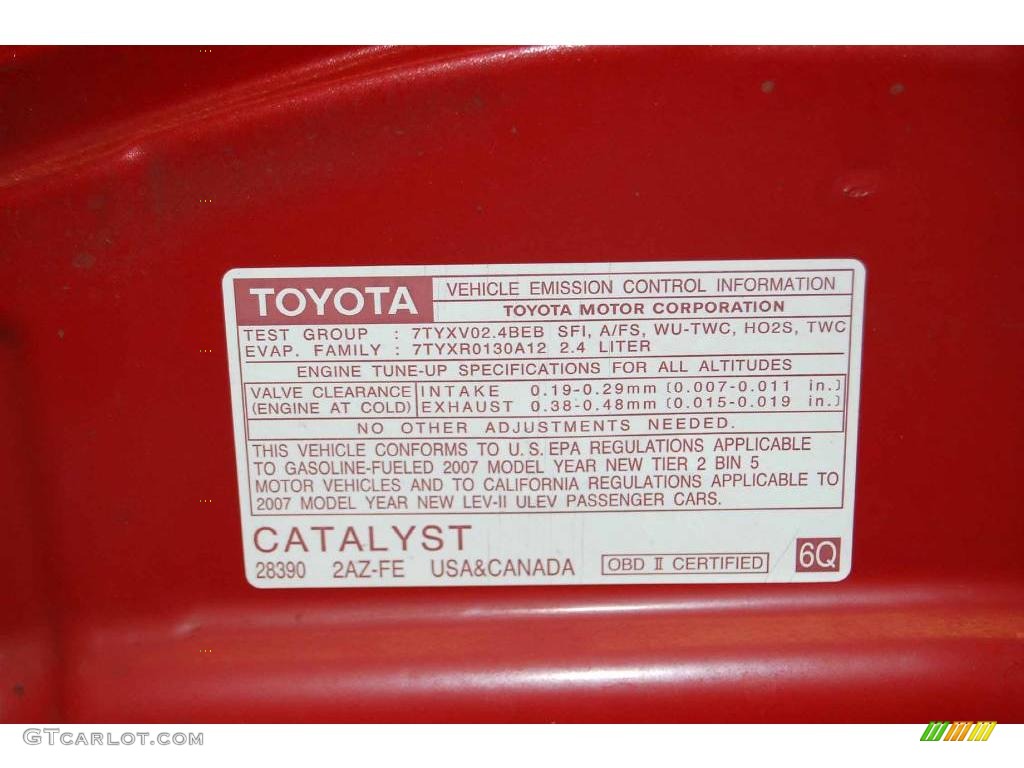 TOYOTA
VEHICLE EMISSION CONTROL INFORMATION
TOYOTA MOTOR CORPORATION
TEST GROUP : 7TYXV02.4BEB SFI, A/FS, WU-TWC, HO2S, TWC
EVAP. FAMILY : 7TYXR0130A12 2.4 LITER
ENGINE TUNE-UP SPECIFICATIONS FOR ALL ALTITUDES
VALVE CLEARANCE INTAKE 0.19-0.29mm (0.007-0.011 in.)
(ENGINE AT COLD) EXHAUST 0.38-0.48mm (0.015-0.019 in.)
NO OTHER ADJUSTMENTS NEEDED.
THIS VEHICLE CONFORMS TO U.S.EPA REGULATIONS APPLICABLE
TO GASOLINE-FUELED 2007 MODEL YEAR NEW TIER 2 BIN 5
MOTOR VEHICLES AND TO CALIFORNIA REGULATIONS APPLICABLE TO
2007 MODEL YEAR NEW LEV-II ULEV PASSENGER CARS.
CATALYST
28390 2AZ-FE USA&CANADA OBD II CERTIFIED 6Q
GTCARLOT.COM